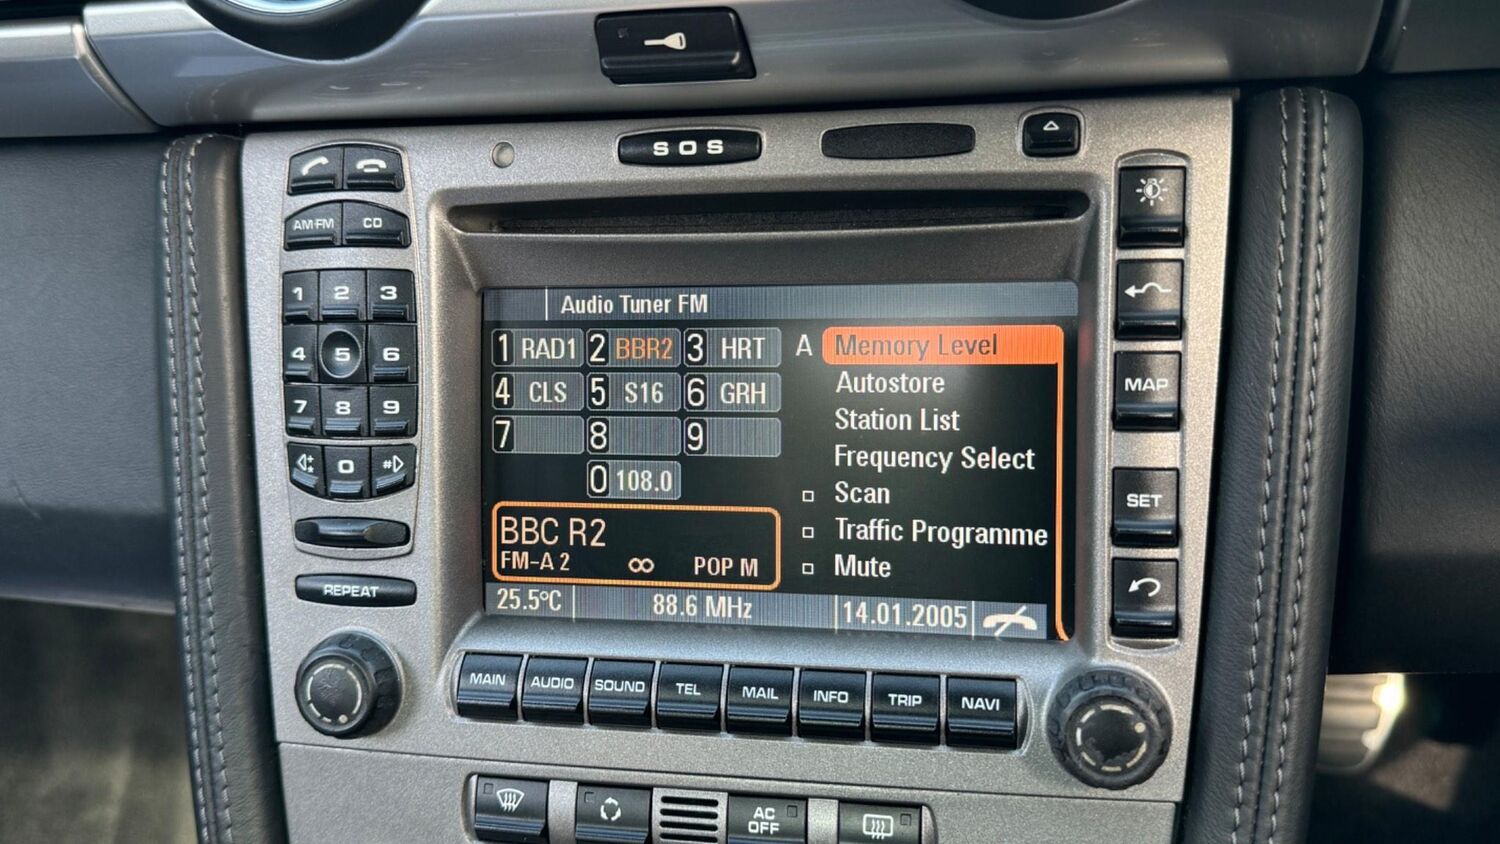 SOS
AM·FM CD
1 2 3
4 5 6
7 8 9
0 #
REPEAT
Audio Tuner FM
1 RAD1 2 BBR2 3 HRT
4 CLS 5 S16 6 GRH
7 8 9
0 108.0
A Memory Level
Autostore
Station List
Frequency Select
Scan
Traffic Programme
Mute
BBC R2
FM-A 2 ∞ POP M
25.5°C 88.6 MHz 14.01.2005
MAP
SET
MAIN AUDIO SOUND TEL MAIL INFO TRIP NAVI
AC
OFF